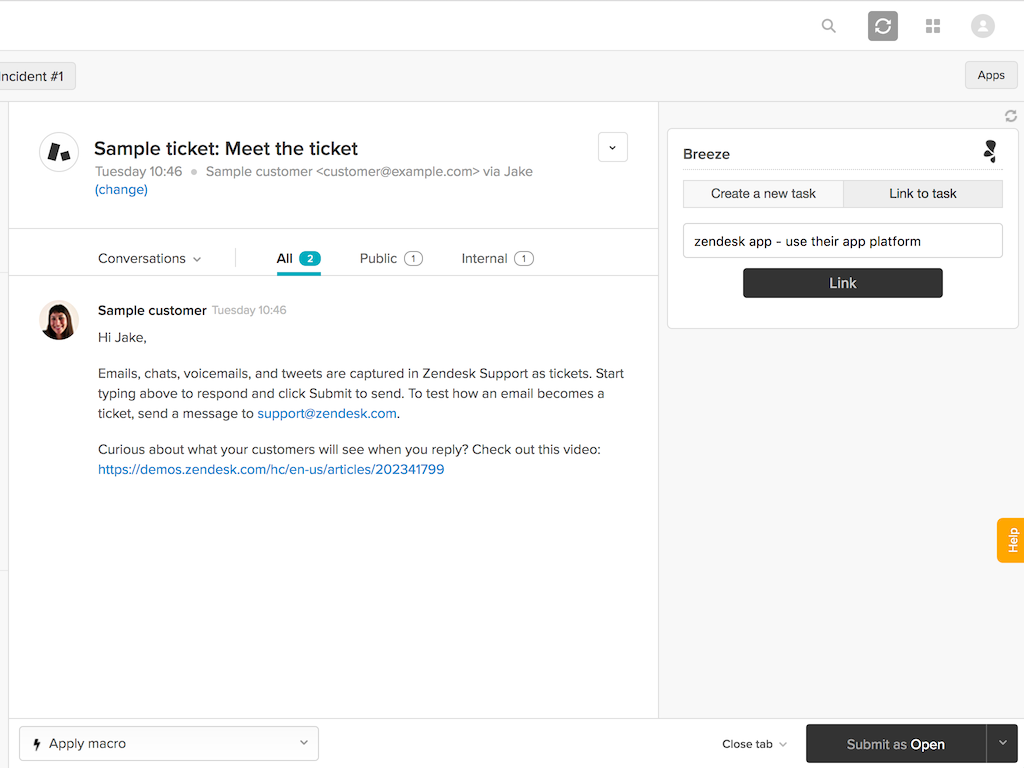 Incident #1
Apps
Sample ticket: Meet the ticket
Tuesday 10:46 Sample customer <customer@example.com> via Jake
(change)
Conversations All 2 Public 1 Internal 1
Sample customer Tuesday 10:46
Hi Jake,
Emails, chats, voicemails, and tweets are captured in Zendesk Support as tickets. Start
typing above to respond and click Submit to send. To test how an email becomes a
ticket, send a message to support@zendesk.com.
Curious about what your customers will see when you reply? Check out this video:
https://demos.zendesk.com/hc/en-us/articles/202341799
Breeze
Create a new task Link to task
zendesk app - use their app platform
Link
Help
Apply macro
Close tab
Submit as Open